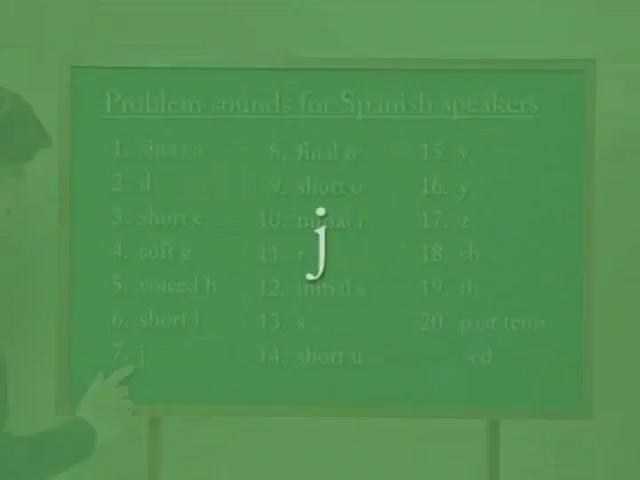 Problem sounds for Spanish speakers
1. short a
2. d
3. short e
4. soft g
5. voiced h
6. short i
7. j
8. final m
9. short o
10. initial r
11. r
12. initial s
13. s
14. short u
15. v
16. y
17. z
18. sh
19. th
20. past tense
-ed
j